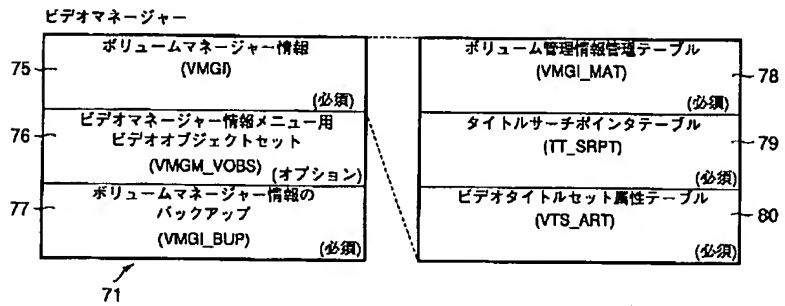 ビデオマネージャー
75
ボリュームマネージャー情報
(VMGI)
(必須)
76
ビデオマネージャー情報メニュー用
ビデオオブジェクトセット
(VMGM_VOBS)
(オプション)
77
ボリュームマネージャー情報の
バックアップ
(VMGI_BUP)
(必須)
71
ボリューム管理情報管理テーブル
(VMGI_MAT)
(必須)
78
タイトルサーチポインタテーブル
(TT_SRPT)
(必須)
79
ビデオタイトルセット属性テーブル
(VTS_ART)
(必須)
80